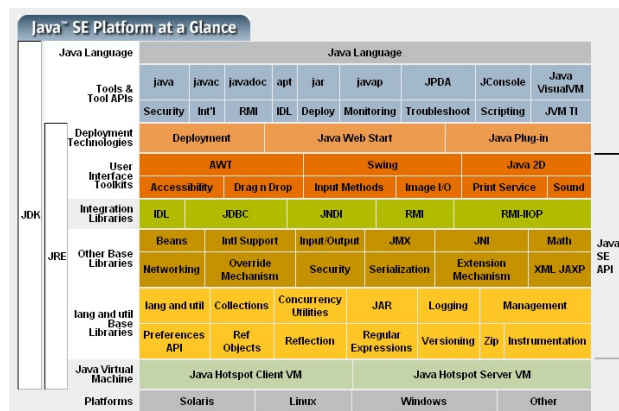 Java™ SE Platform at a Glance
Java Language
Java Language
Tools &
Tool APIs
java javac javadoc apt jar javap JPDA JConsole Java
VisualVM
Security Int'l RMI IDL Deploy Monitoring Troubleshoot Scripting JVM TI
Deployment
Technologies
Deployment Java Web Start Java Plug-in
User
Interface
Toolkits
AWT Swing Java 2D
Accessibility Drag n Drop Input Methods Image I/O Print Service Sound
Integration
Libraries
IDL JDBC JNDI RMI RMI-IIOP
JDK
JRE
Other Base
Libraries
Beans Intl Support Input/Output JMX JNI Math
Networking Override
Mechanism Security Serialization Extension
Mechanism XML JAXP
Java
SE
API
lang and util
Base
Libraries
lang and util Collections Concurrency
Utilities JAR Logging Management
Preferences
API Ref
Objects Reflection Regular
Expressions Versioning Zip Instrumentation
Java Virtual
Machine
Java Hotspot Client VM Java Hotspot Server VM
Platforms
Solaris Linux Windows Other